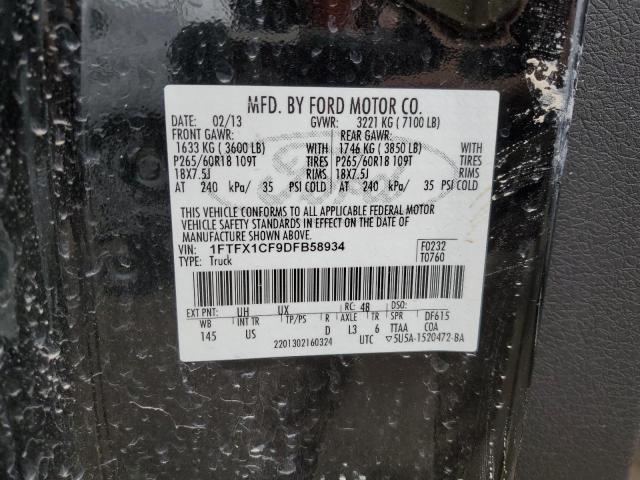 MFD. BY FORD MOTOR CO.
DATE: 02/13 GVWR: 3221 KG ( 7100 LB)
FRONT GAWR: REAR GAWR:
1633 KG ( 3600 LB) WITH 1746 KG ( 3850 LB) WITH
P265/60R18 109T TIRES P265/60R18 109T TIRES
18X7.5J RIMS 18X7.5J RIMS
AT 240 kPa/ 35 PSI COLD AT 240 kPa/ 35 PSI COLD
THIS VEHICLE CONFORMS TO ALL APPLICABLE FEDERAL MOTOR
VEHICLE SAFETY STANDARDS IN EFFECT ON THE DATE OF
MANUFACTURE SHOWN ABOVE.
VIN: 1FTFX1CF9DFB58934 F0232
TYPE: Truck T0760
EXT PNT: UH UX RC: 48 DSO:
WB INT TR TP/PS R AXLE TR SPR DF615
145 US D L3 6 TTAA COA
2201302160324 UTC ▽5U5A-1520472-BA
Ford